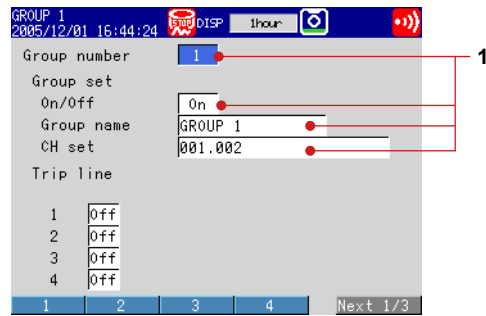 GROUP 1
2005/12/01 16:44:24 STOP DISP 1hour
Group number 1
1
Group set
On/Off On
Group name GROUP 1
CH set 001.002
Trip line
1 Off
2 Off
3 Off
4 Off
1 2 3 4 Next 1/3